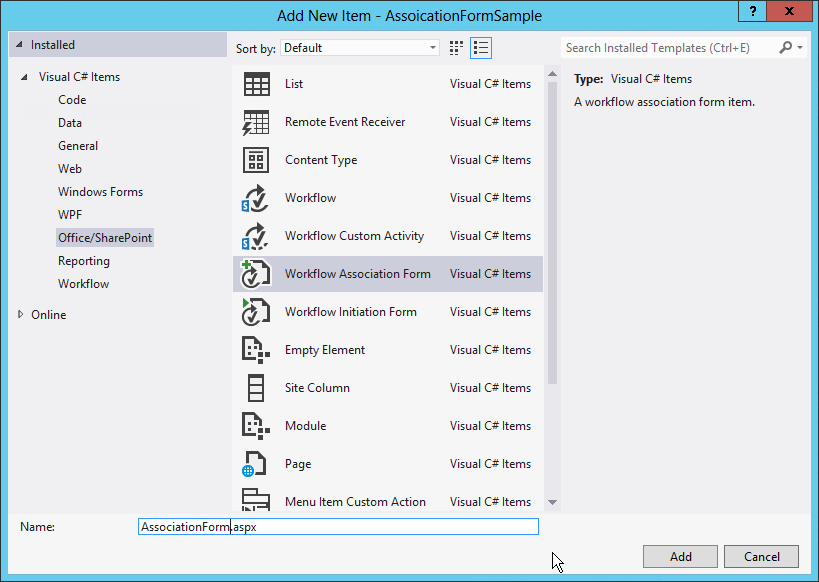 Add New Item - AssoicationFormSample
?
x
Installed
Sort by: Default
Search Installed Templates (Ctrl+E)
Visual C# Items
Code
Data
General
Web
Windows Forms
WPF
Office/SharePoint
Reporting
Workflow
Online
List Visual C# Items
Remote Event Receiver Visual C# Items
Content Type Visual C# Items
Workflow Visual C# Items
Workflow Custom Activity Visual C# Items
Workflow Association Form Visual C# Items
Workflow Initiation Form Visual C# Items
Empty Element Visual C# Items
Site Column Visual C# Items
Module Visual C# Items
Page Visual C# Items
Menu Item Custom Action Visual C# Items
Type: Visual C# Items
A workflow association form item.
Name: AssociationForm.aspx
Add Cancel